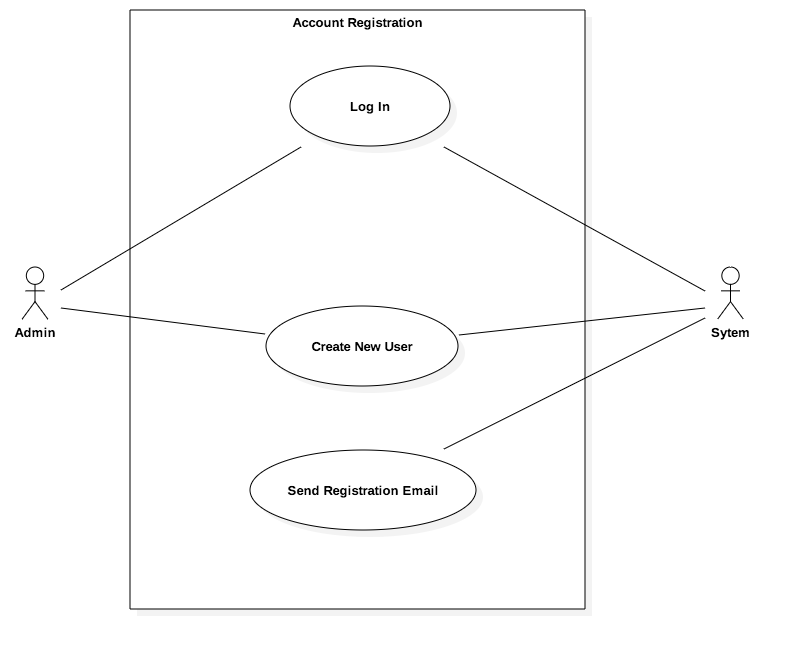 Account Registration
Log In
Admin
Sytem
Create New User
Send Registration Email